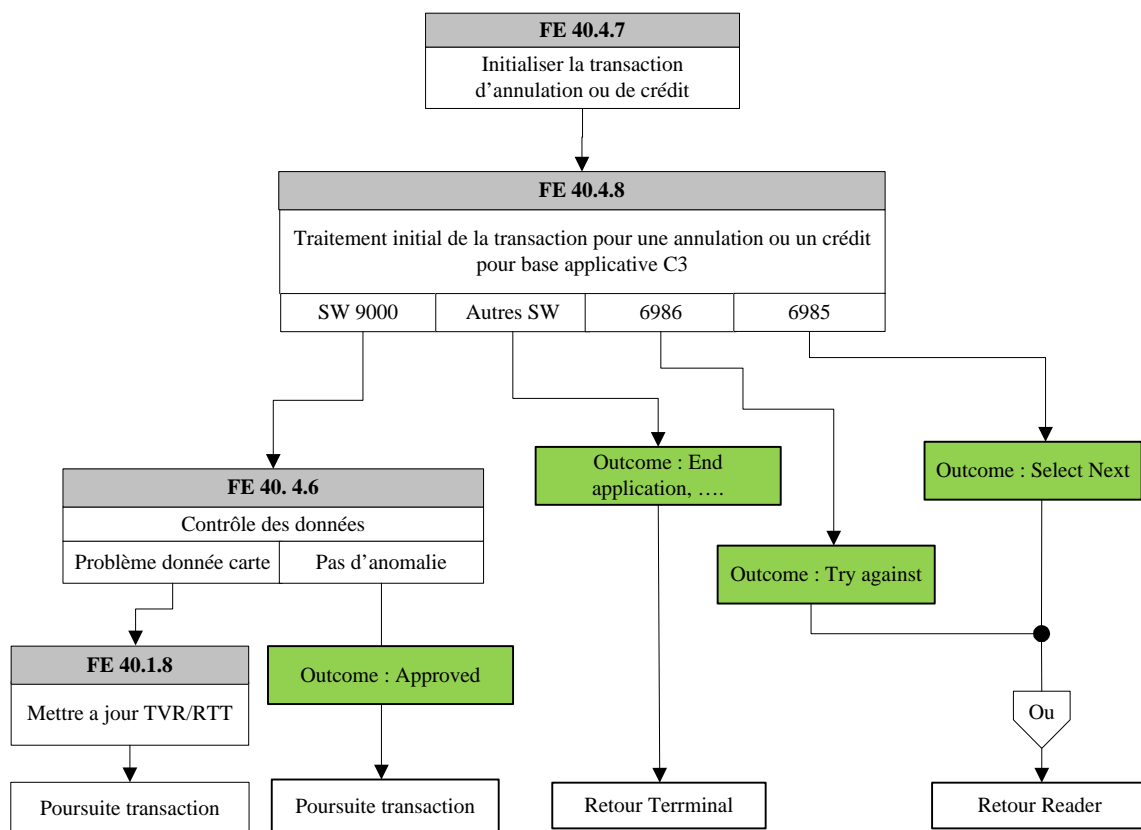 FE 40.4.7
Initialiser la transaction
d’annulation ou de crédit
FE 40.4.8
Traitement initial de la transaction pour une annulation ou un crédit
pour base applicative C3
SW 9000
Autres SW
6986
6985
FE 40. 4.6
Contrôle des données
Problème donnée carte
Pas d’anomalie
Outcome : End
application, ….
Outcome : Select Next
Outcome : Try against
FE 40.1.8
Mettre a jour TVR/RTT
Outcome : Approved
Ou
Poursuite transaction
Poursuite transaction
Retour Terrminal
Retour Reader